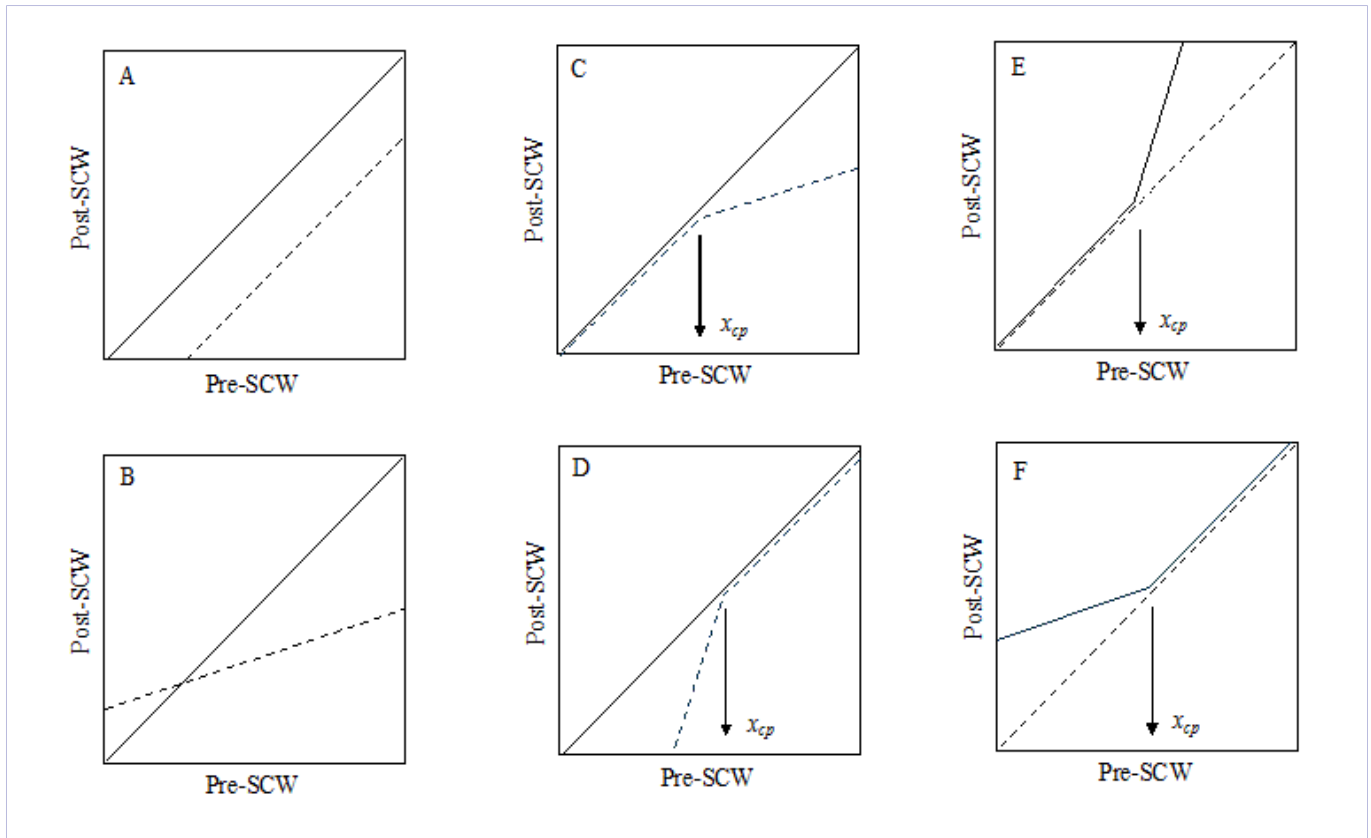 A
Post-SCW
Pre-SCW
C
Post-SCW
x_cp
Pre-SCW
E
Post-SCW
x_cp
Pre-SCW
B
Post-SCW
Pre-SCW
D
Post-SCW
x_cp
Pre-SCW
F
Post-SCW
x_cp
Pre-SCW